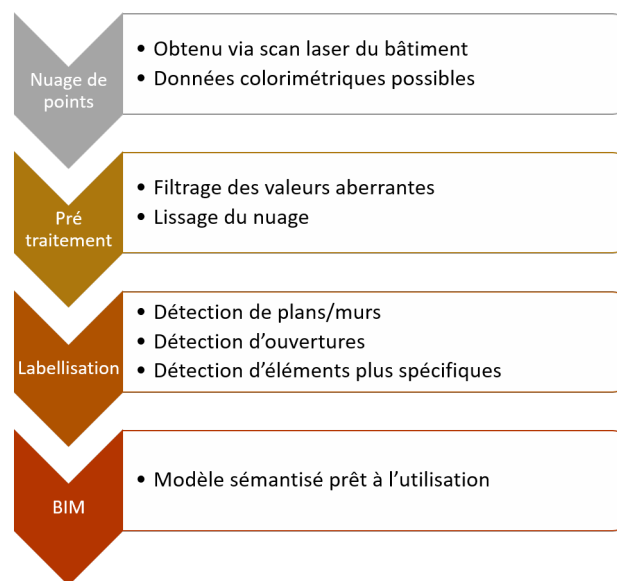 Nuage de
points
• Obtenu via scan laser du bâtiment
• Données colorimétriques possibles
Pré
traitement
• Filtrage des valeurs aberrantes
• Lissage du nuage
Labellisation
• Détection de plans/murs
• Détection d’ouvertures
• Détection d’éléments plus spécifiques
BIM
• Modèle sémantisé prêt à l’utilisation